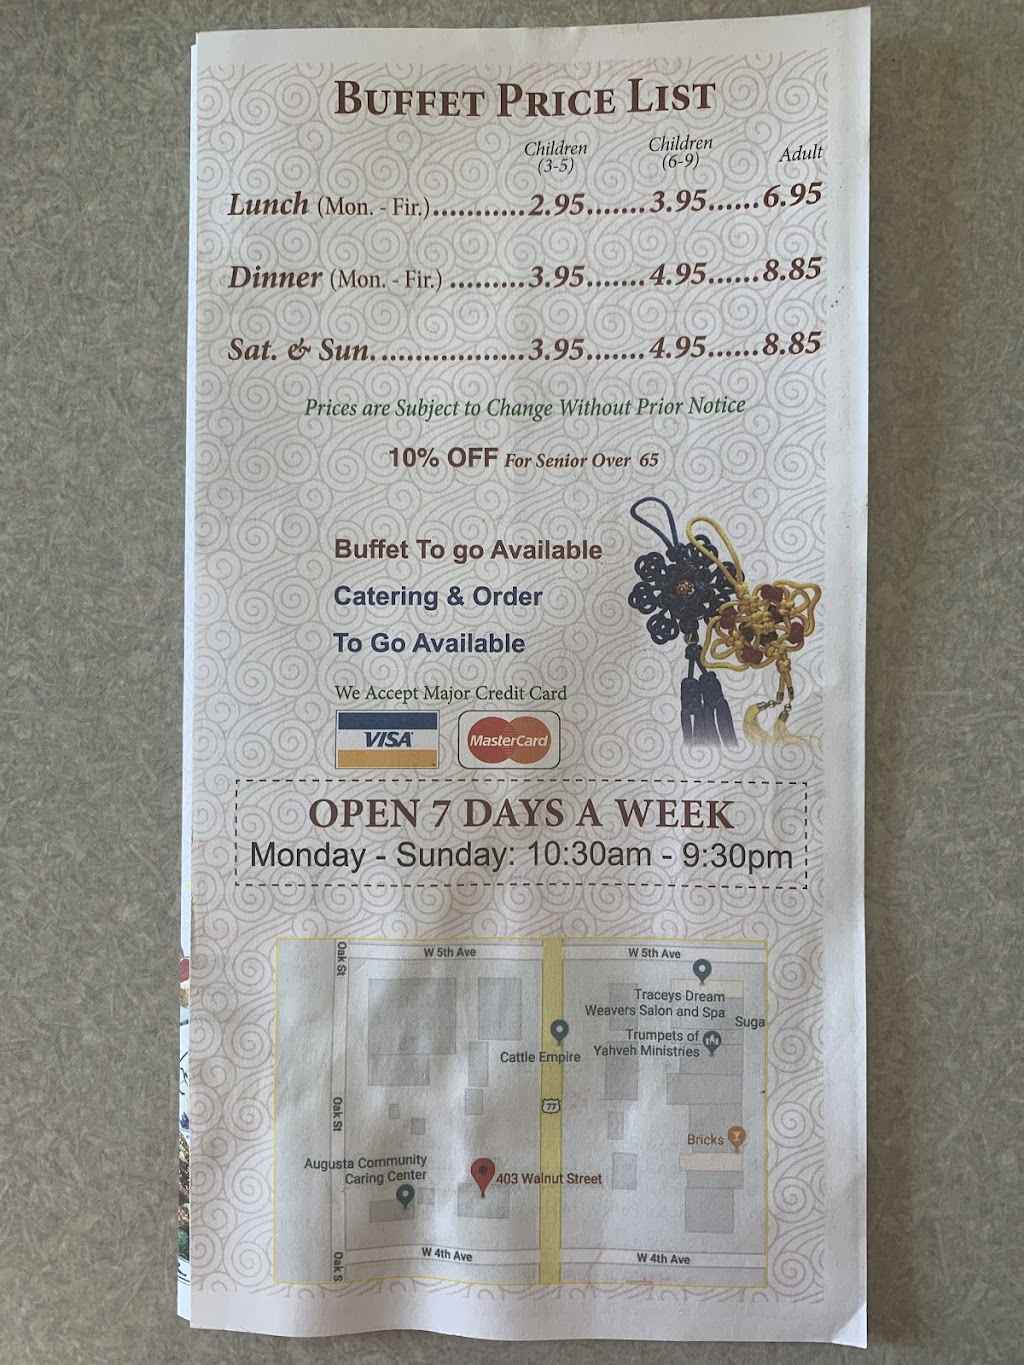 BUFFET PRICE LIST
Children (3-5) Children (6-9) Adult
Lunch (Mon. - Fir.)...........2.95.......3.95......6.95
Dinner (Mon. - Fir.) .........3.95.......4.95......8.85
Sat. & Sun. .................3.95.......4.95......8.85
Prices are Subject to Change Without Prior Notice
10% OFF For Senior Over 65
Buffet To go Available
Catering & Order
To Go Available
We Accept Major Credit Card
VISA MasterCard
OPEN 7 DAYS A WEEK
Monday - Sunday: 10:30am - 9:30pm
Oak St
W 5th Ave
W 5th Ave
Traceys Dream
Weavers Salon and Spa
Suga
Trumpets of
Yahveh Ministries
Cattle Empire
77
Oak St
Bricks
Augusta Community
Caring Center
403 Walnut Street
W 4th Ave
W 4th Ave
Oak S